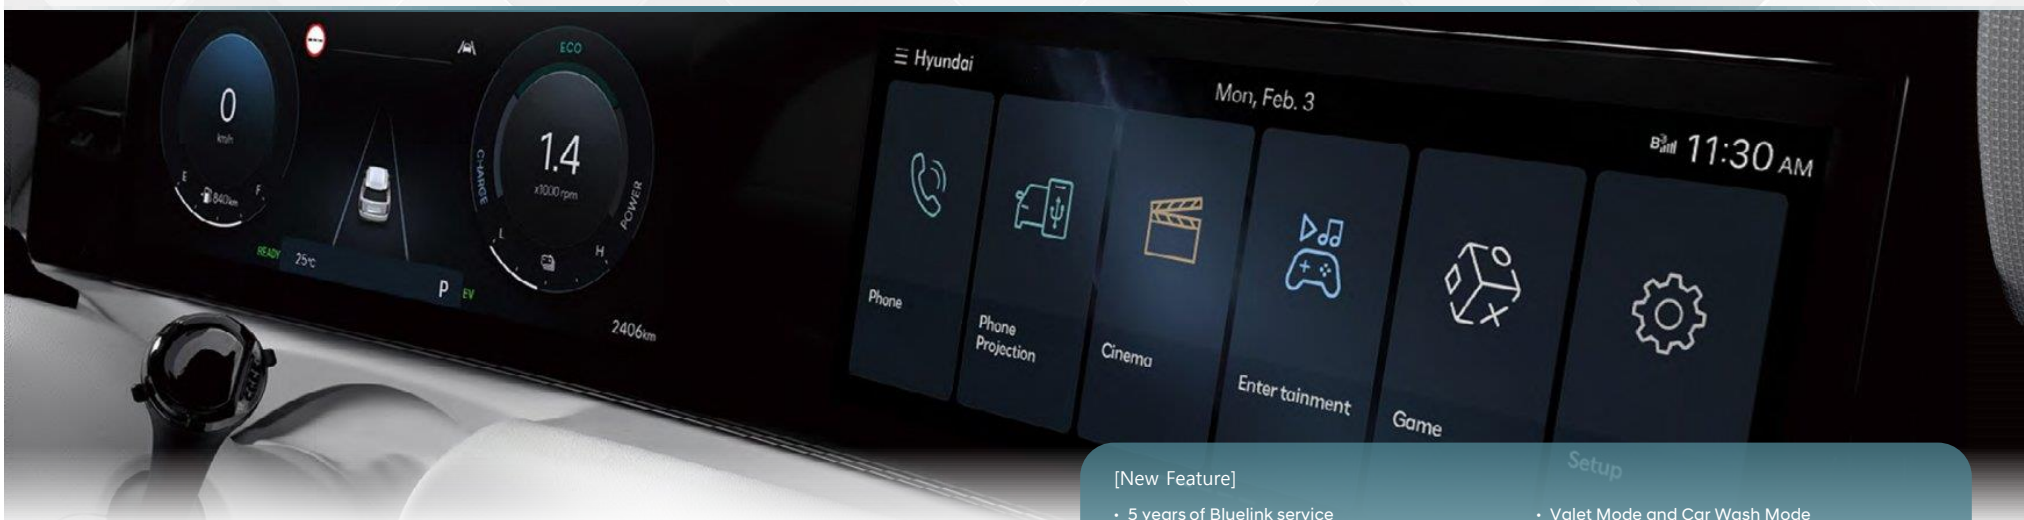 ECO
Hyundai
Mon, Feb. 3
11:30 AM
0
km/h
1.4
x1000 rpm
CHARGE
POWER
E
F
840km
L
H
READY
25°C
P
EV
2406km
Phone
Phone
Projection
Cinema
Enter tainment
Game
Setup
[New Feature]
• 5 years of Bluelink service
• Valet Mode and Car Wash Mode